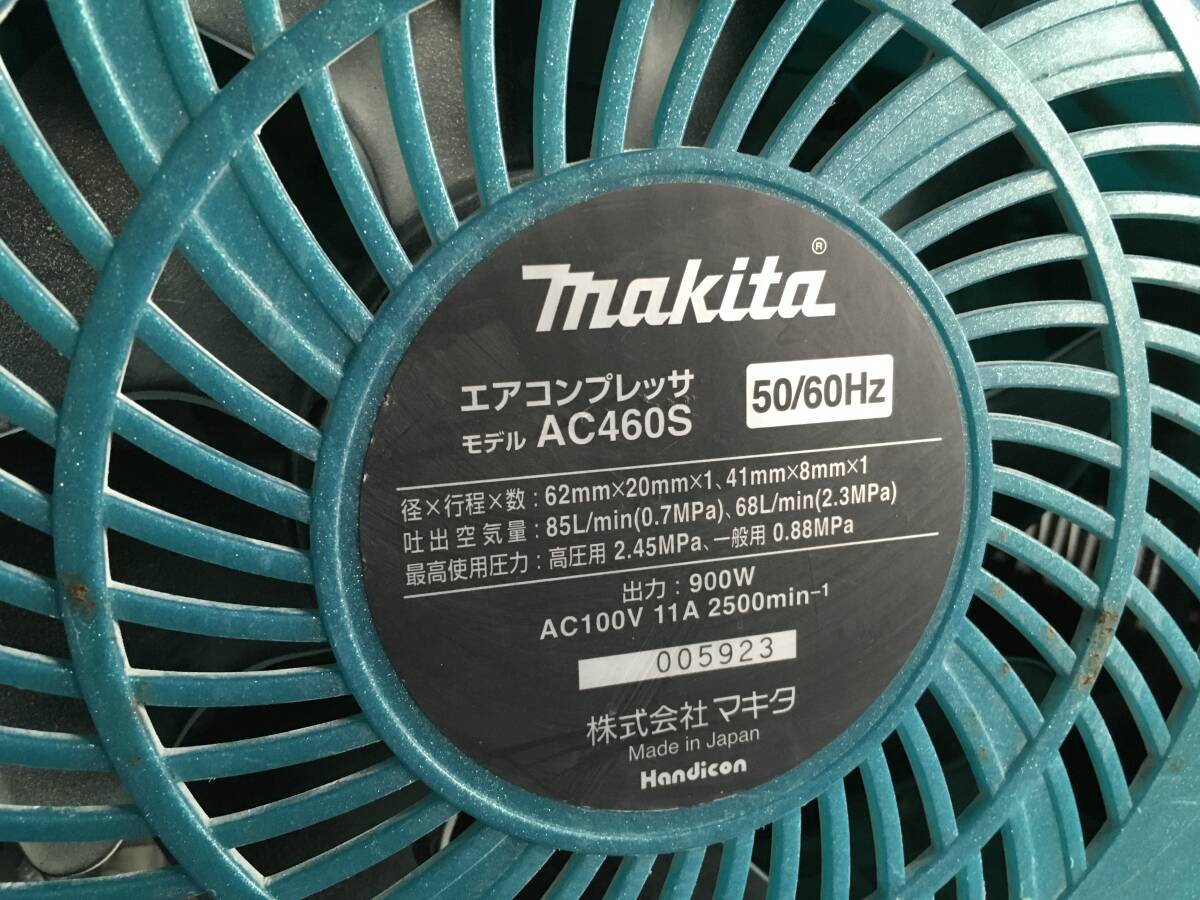 makita®
エアコンプレッサ
モデル AC460S
50/60Hz
径×行程×数：62mm×20mm×1、41mm×8mm×1
吐出空気量：85L/min(0.7MPa)、68L/min(2.3MPa)
最高使用圧力：高圧用 2.45MPa、一般用 0.88MPa
出力：900W
AC100V 11A 2500min⁻¹
005923
株式会社マキタ
Made in Japan
Handicon